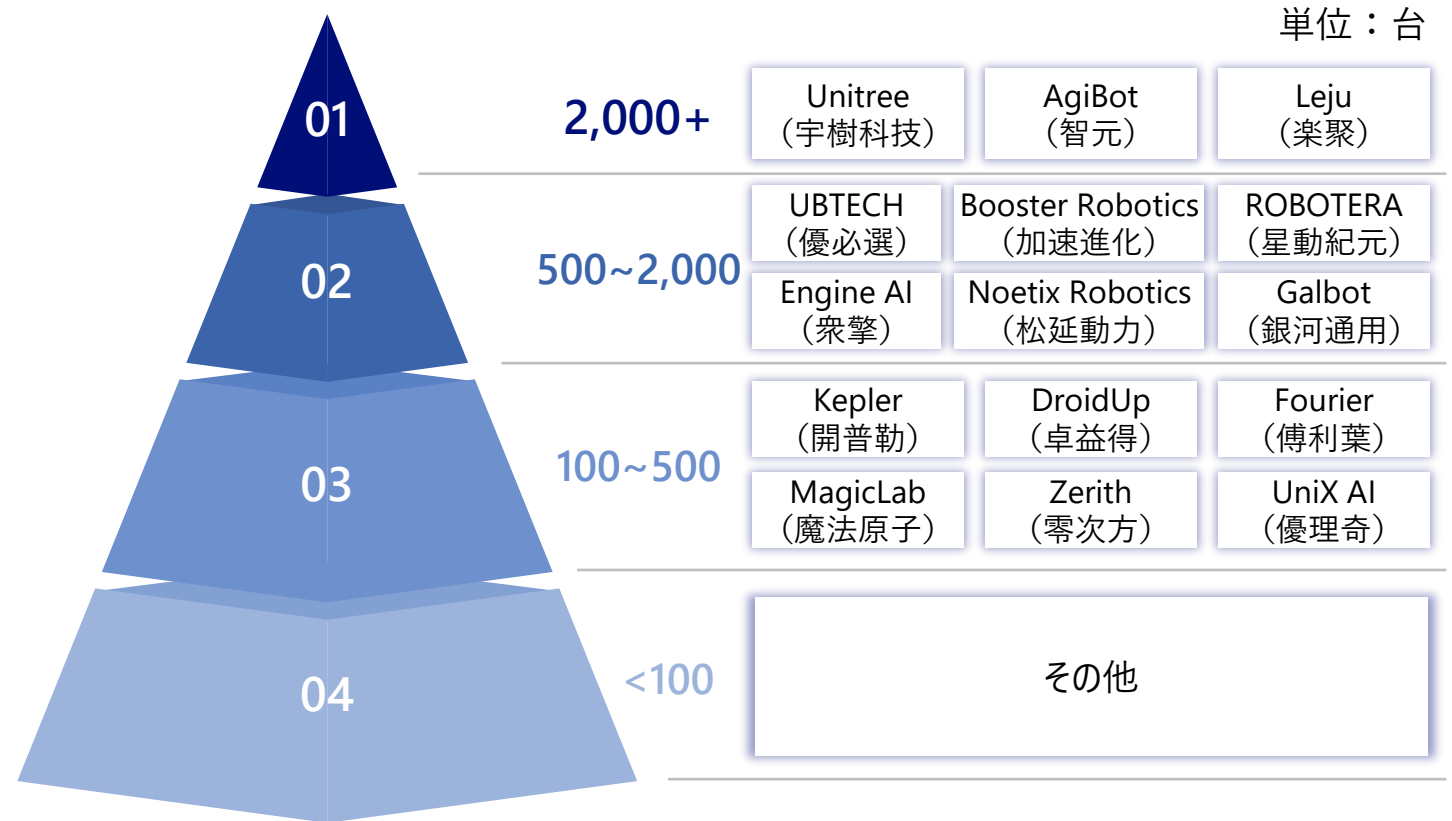 単位：台
01
2,000+
Unitree
（宇樹科技）
AgiBot
（智元）
Leju
（楽聚）
02
500~2,000
UBTECH
（優必選）
Booster Robotics
（加速進化）
ROBOTERA
（星動紀元）
Engine AI
（衆擎）
Noetix Robotics
（松延動力）
Galbot
（銀河通用）
03
100~500
Kepler
（開普勒）
DroidUp
（卓益得）
Fourier
（傅利葉）
MagicLab
（魔法原子）
Zerith
（零次方）
UniX AI
（優理奇）
04
<100
その他